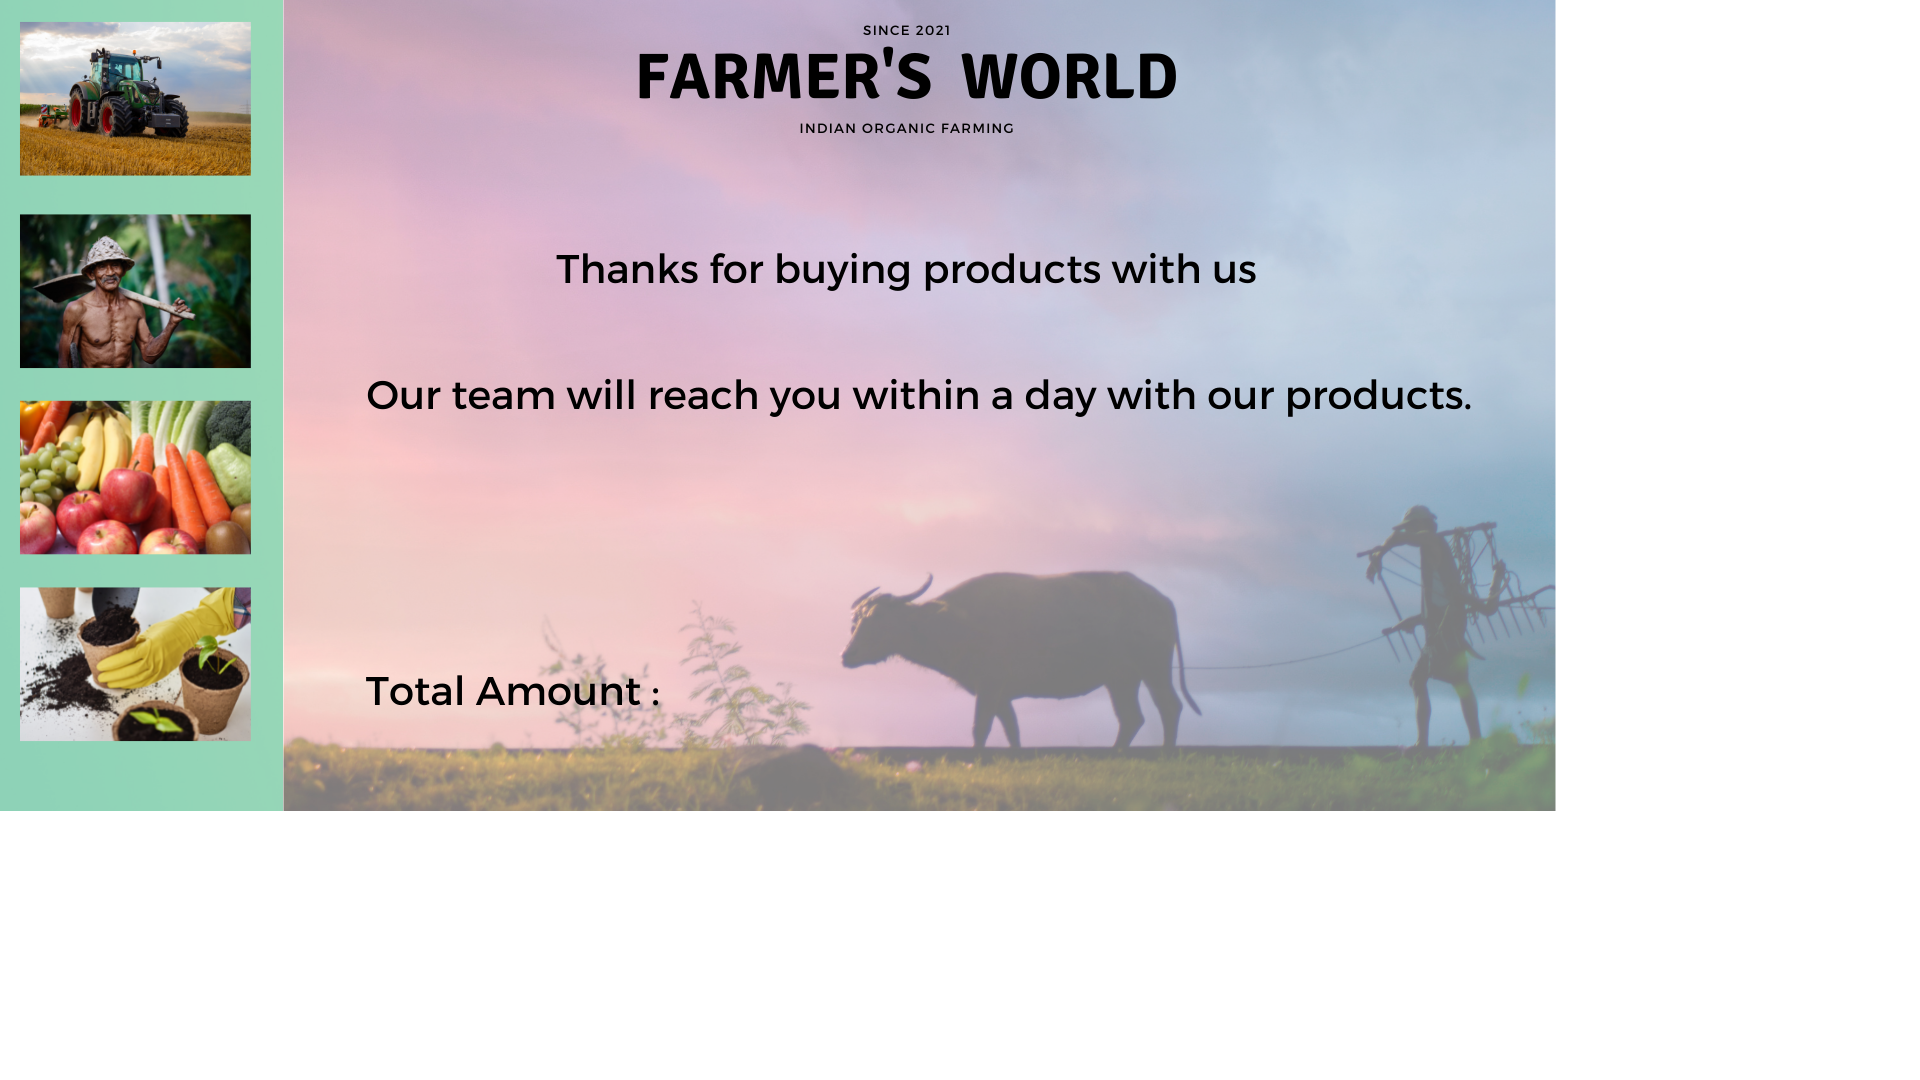 SINCE 2021
FARMER'S WORLD
INDIAN ORGANIC FARMING
Thanks for buying products with us
Our team will reach you within a day with our products.
Total Amount :